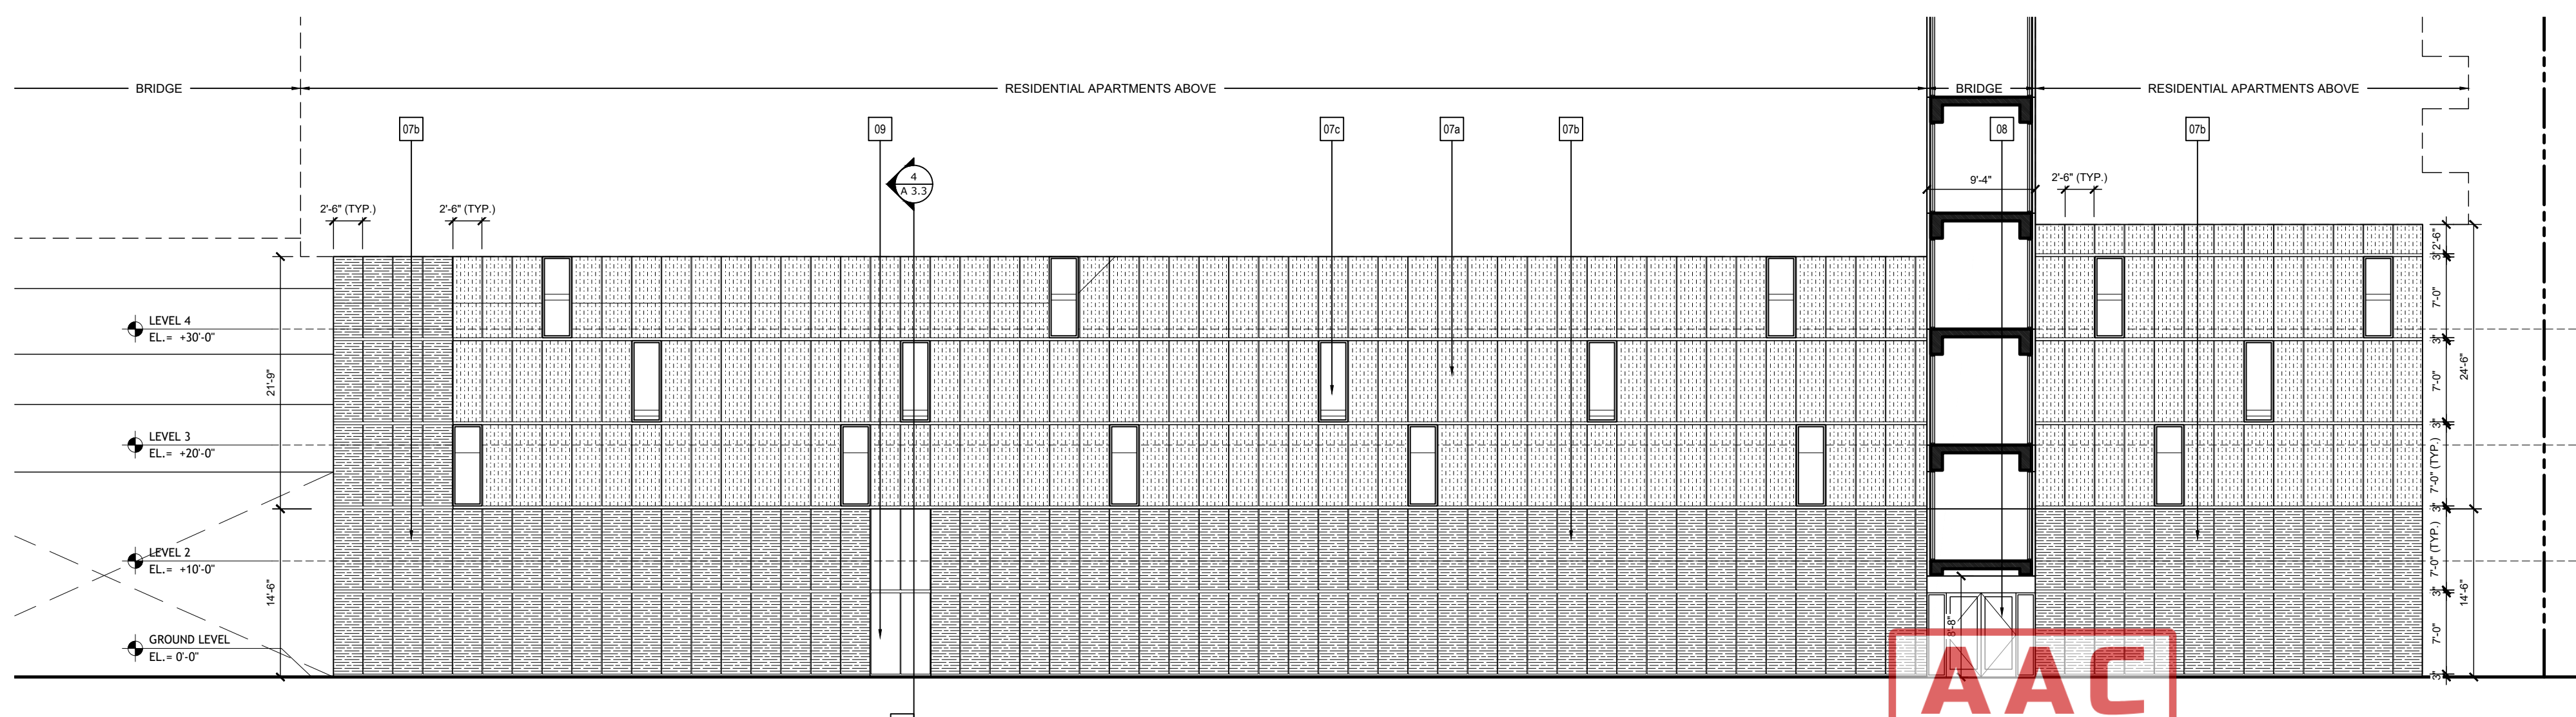 BRIDGE
RESIDENTIAL APARTMENTS ABOVE
BRIDGE
RESIDENTIAL APARTMENTS ABOVE
07b
09
07c
07a
07b
08
07b
4
A 3.3
9'-4"
2'-6" (TYP.)
2'-6" (TYP.)
2'-6" (TYP.)
2'-6"
3"
7'-0"
LEVEL 4
EL.= +30'-0"
3"
21'-9"
7'-0"
24'-6"
3"
LEVEL 3
EL.= +20'-0"
7'-0" (TYP.)
3"
LEVEL 2
EL.= +10'-0"
7'-0" (TYP.)
14'-6"
14'-6"
3"
8'-8"
7'-0"
GROUND LEVEL
EL.= 0'-0"
3"
AAC